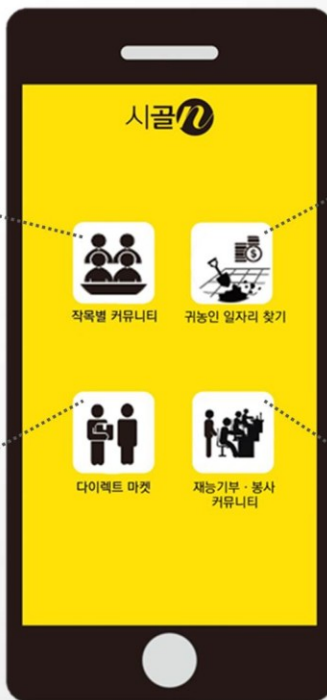 시골n
작목별 커뮤니티
귀농인 일자리 찾기
$
다이렉트 마켓
재능기부 · 봉사
커뮤니티